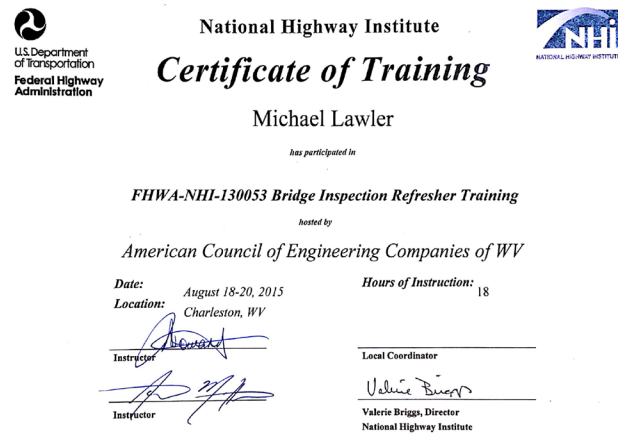 National Highway Institute
U.S. Department
of Transportation
Federal Highway
Administration
NHI
NATIONAL HIGHWAY INSTITUTE
Certificate of Training
Michael Lawler
has participated in
FHWA-NHI-130053 Bridge Inspection Refresher Training
hosted by
American Council of Engineering Companies of WV
Date: August 18-20, 2015
Location: Charleston, WV
Hours of Instruction: 18
Instructor
Local Coordinator
Valerie Briggs
Instructor
Valerie Briggs, Director
National Highway Institute